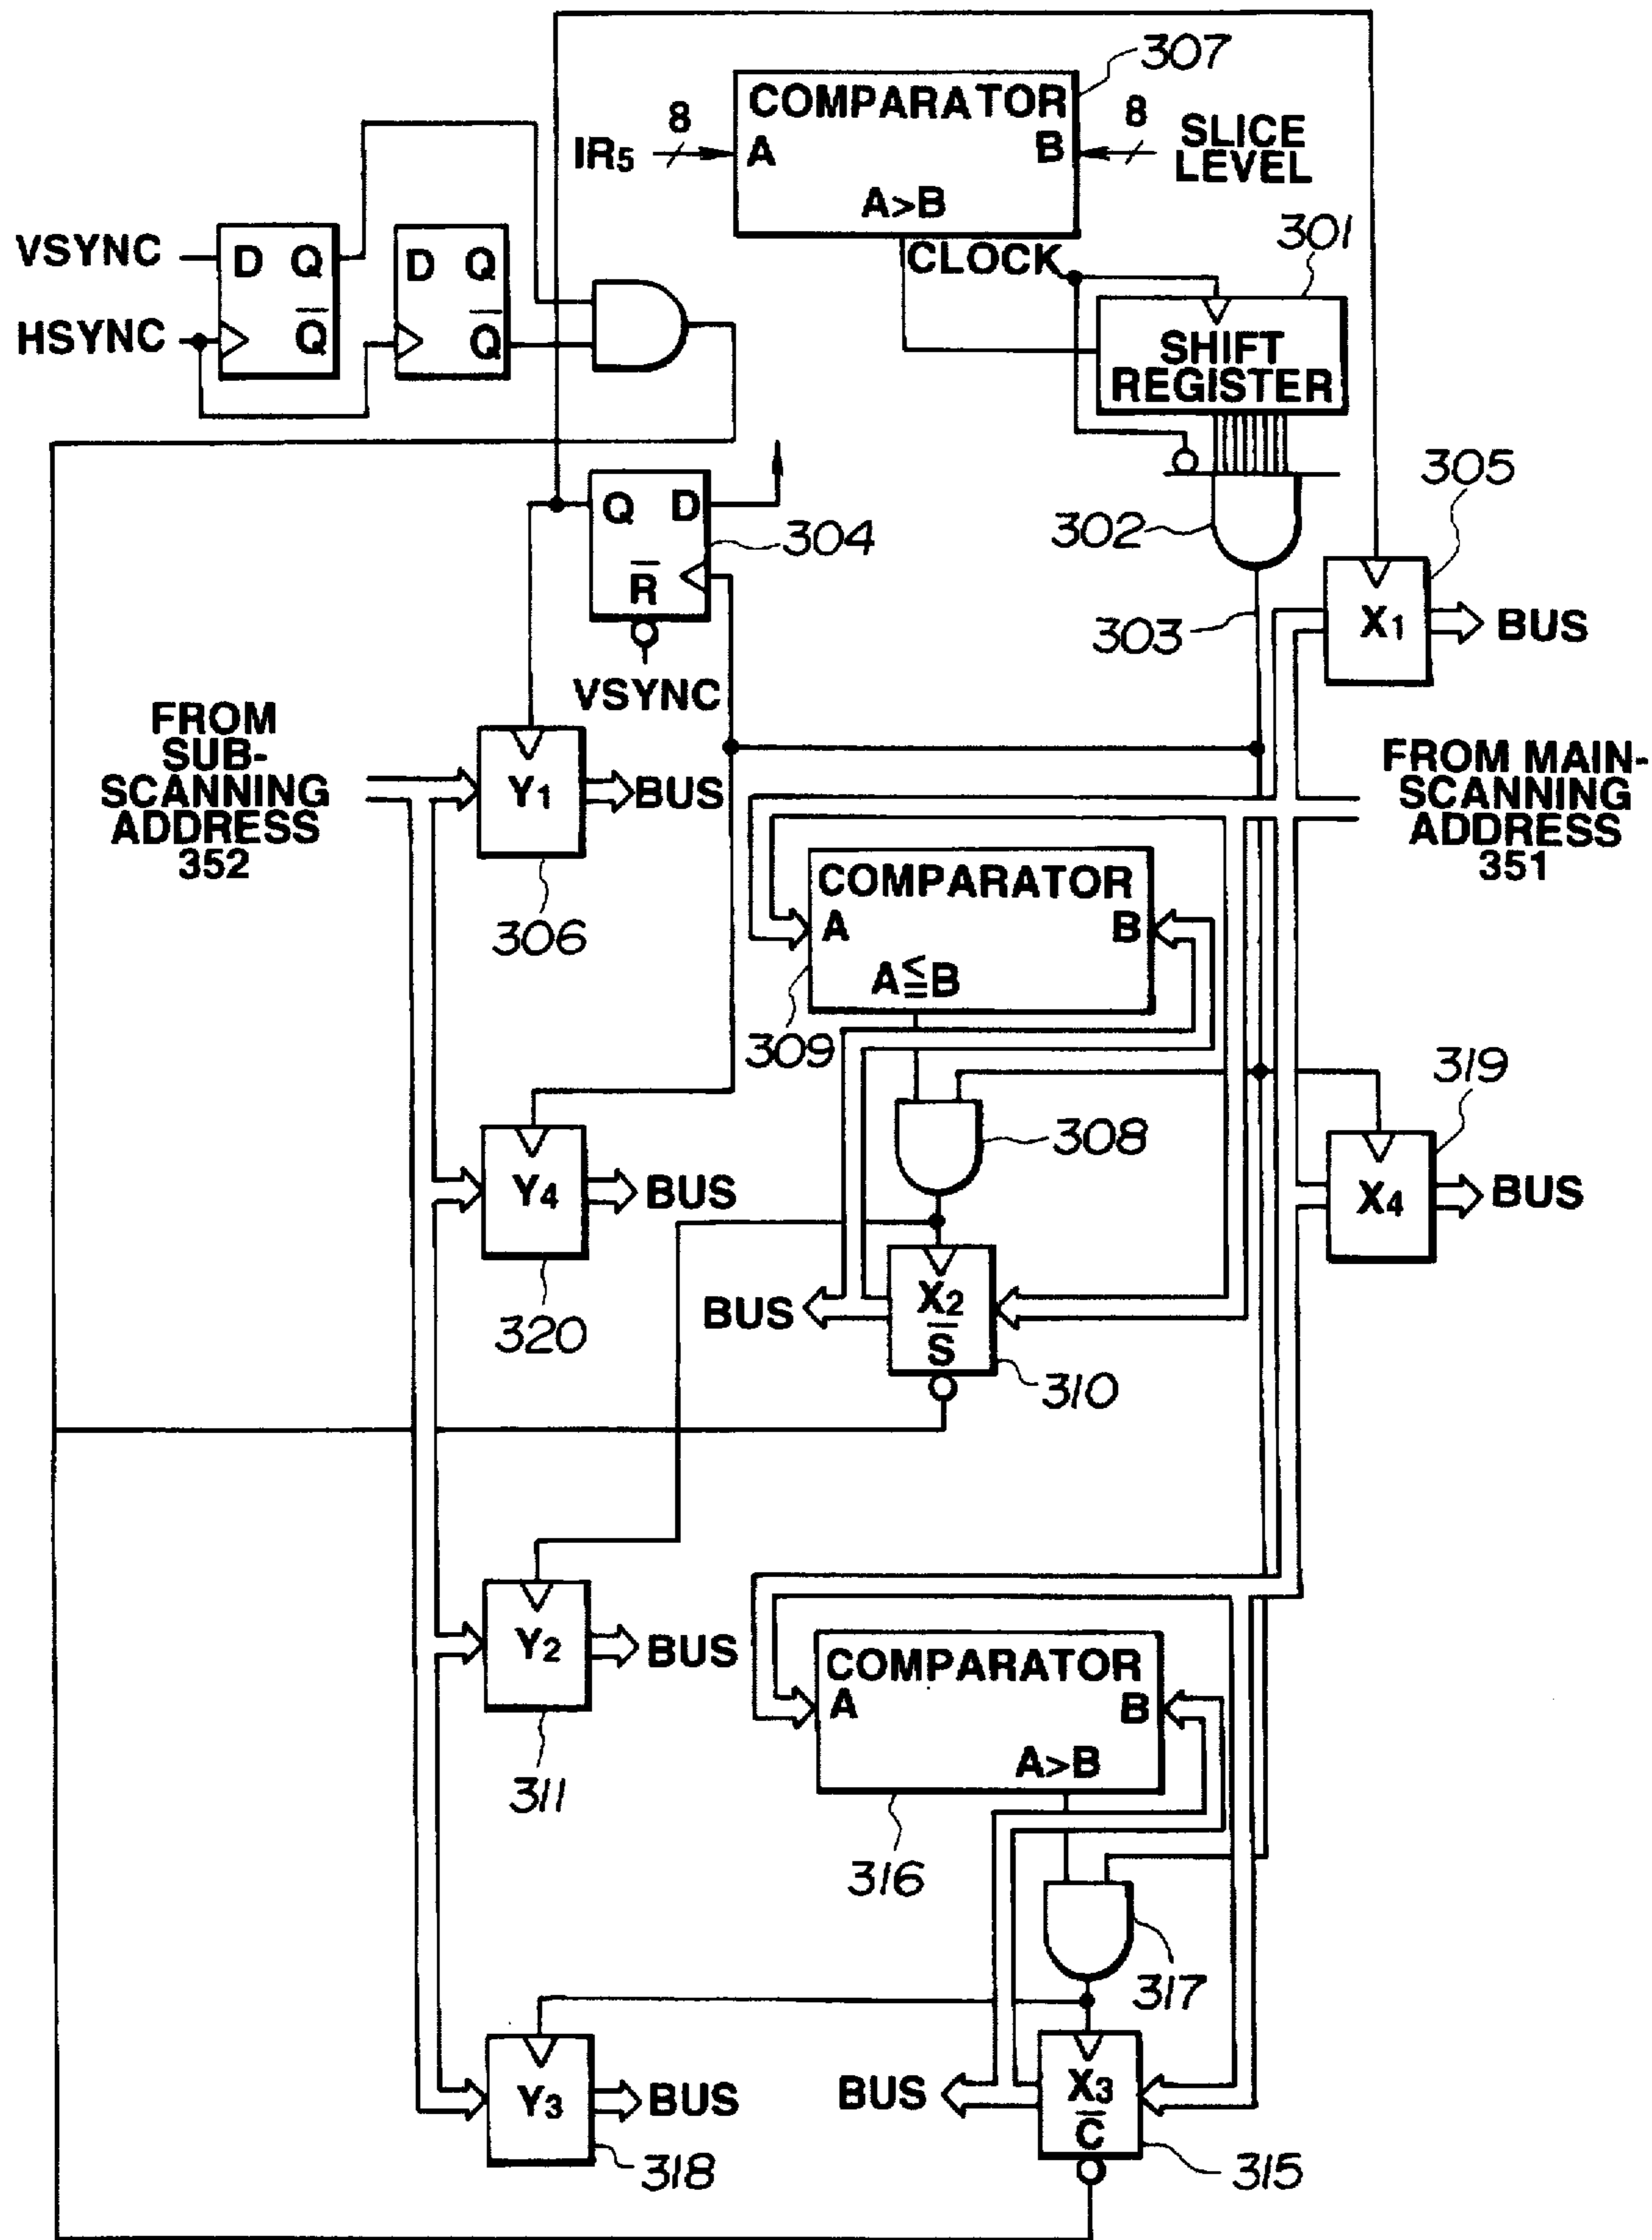 307
COMPARATOR
8
IR5
A
B
8
SLICE
LEVEL
A>B
VSYNC
D Q
Q̅
D Q
Q̅
HSYNC
CLOCK
301
SHIFT
REGISTER
305
Q D
304
R̅
302
VSYNC
303
X1
BUS
FROM
SUB-
SCANNING
ADDRESS
352
Y1
BUS
306
FROM MAIN-
SCANNING
ADDRESS
351
COMPARATOR
A
B
A≦B
309
308
319
Y4
BUS
320
X4
BUS
BUS
X2
S̅
310
Y2
BUS
311
COMPARATOR
A
B
A>B
316
317
Y3
BUS
318
BUS
X3
C̅
315